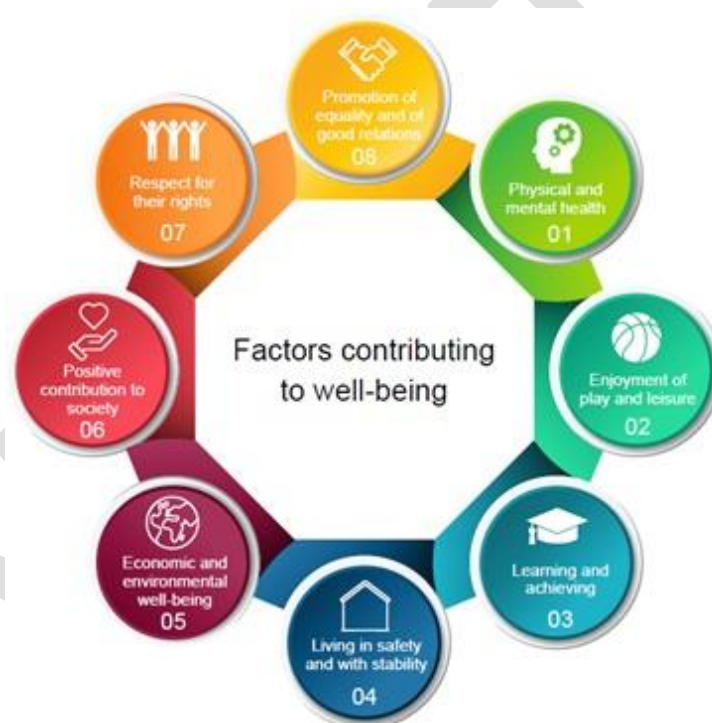 Factors contributing
to well-being
Physical and
mental health
01
Enjoyment of
play and leisure
02
Learning and
achieving
03
Living in safety
and with stability
04
Economic and
environmental
well-being
05
Positive
contribution to
society
06
Respect for
their rights
07
Promotion of
equality and of
good relations
08